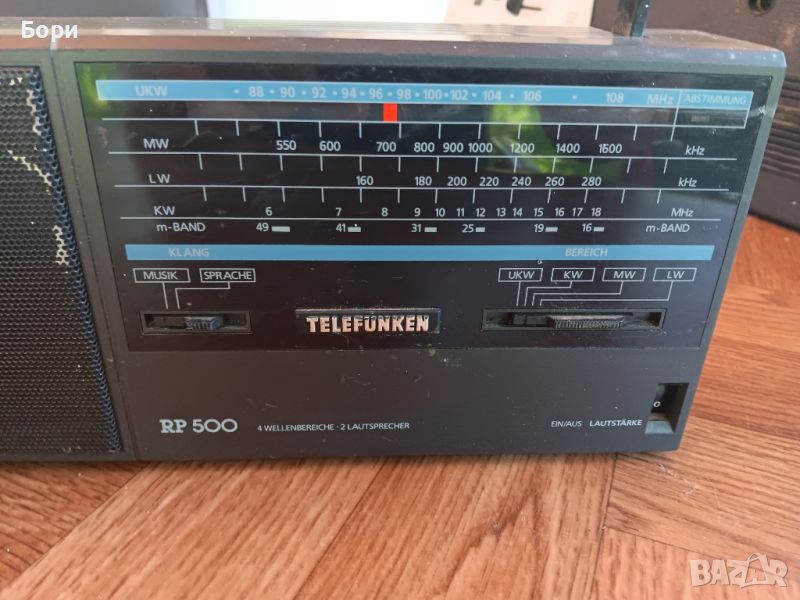 Бори
UKW 88 90 92 94 96 98 100 102 104 106 108 MHz ABSTIMMUNG
MW 550 600 700 800 900 1000 1200 1400 1600 kHz
LW 160 180 200 220 240 260 280 kHz
KW 6 7 8 9 10 11 12 13 14 15 16 17 18 MHz
m-BAND 49 41 31 25 19 16 m-BAND
KLANG BEREICH
MUSIK SPRACHE UKW KW MW LW
TELEFUNKEN
RP 500 4 WELLENBEREICHE · 2 LAUTSPRECHER EIN/AUS LAUTSTÄRKE O
BAZAR